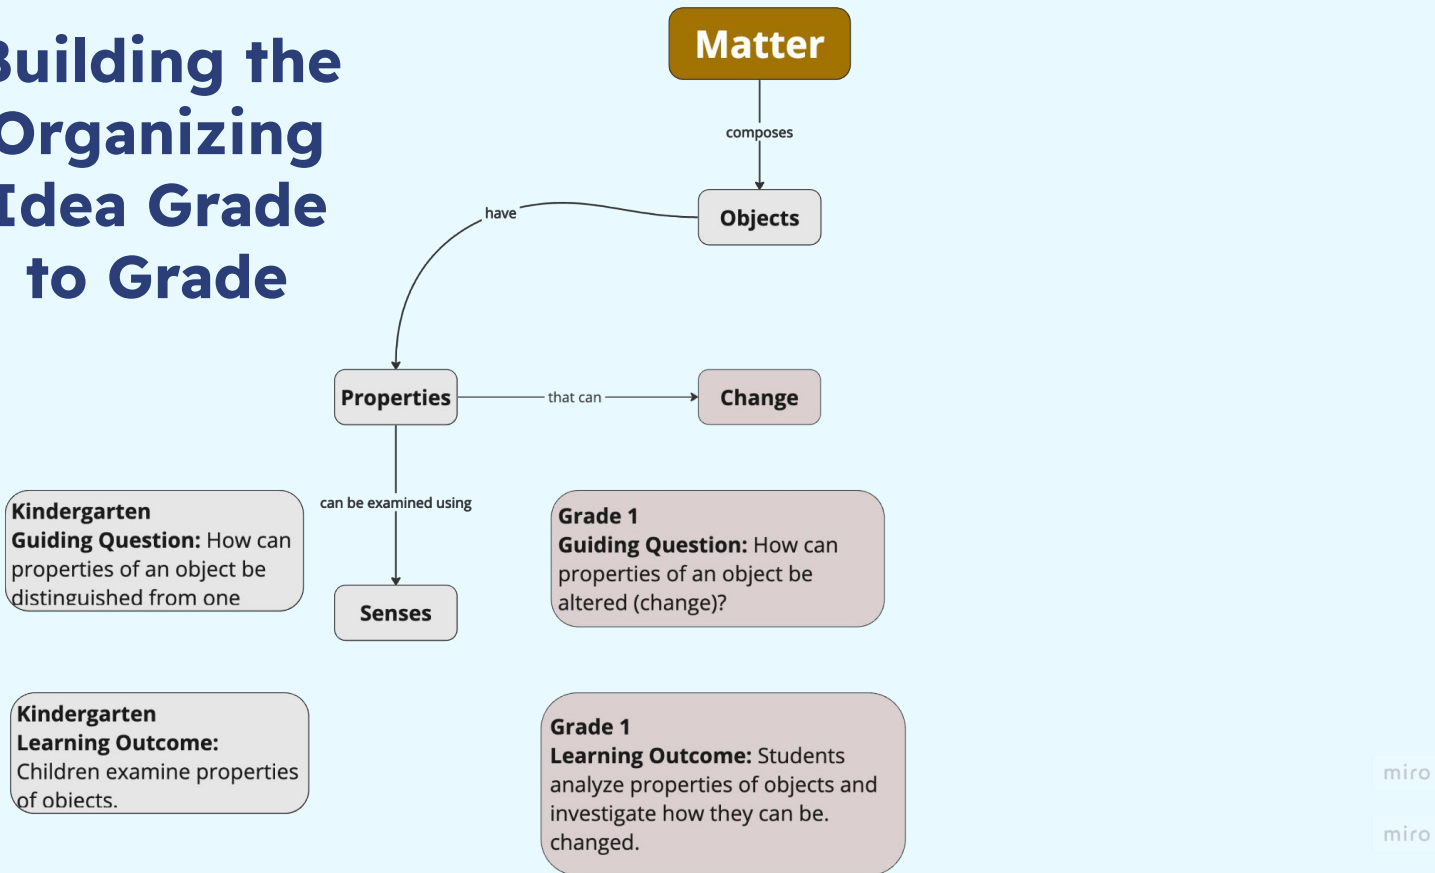 Building the
Organizing
Idea Grade
to Grade
Matter
composes
Objects
have
Properties
that can
Change
can be examined using
Senses
Kindergarten
Guiding Question: How can
properties of an object be
distinguished from one
Grade 1
Guiding Question: How can
properties of an object be
altered (change)?
Kindergarten
Learning Outcome:
Children examine properties
of objects.
Grade 1
Learning Outcome: Students
analyze properties of objects and
investigate how they can be.
changed.
miro
miro